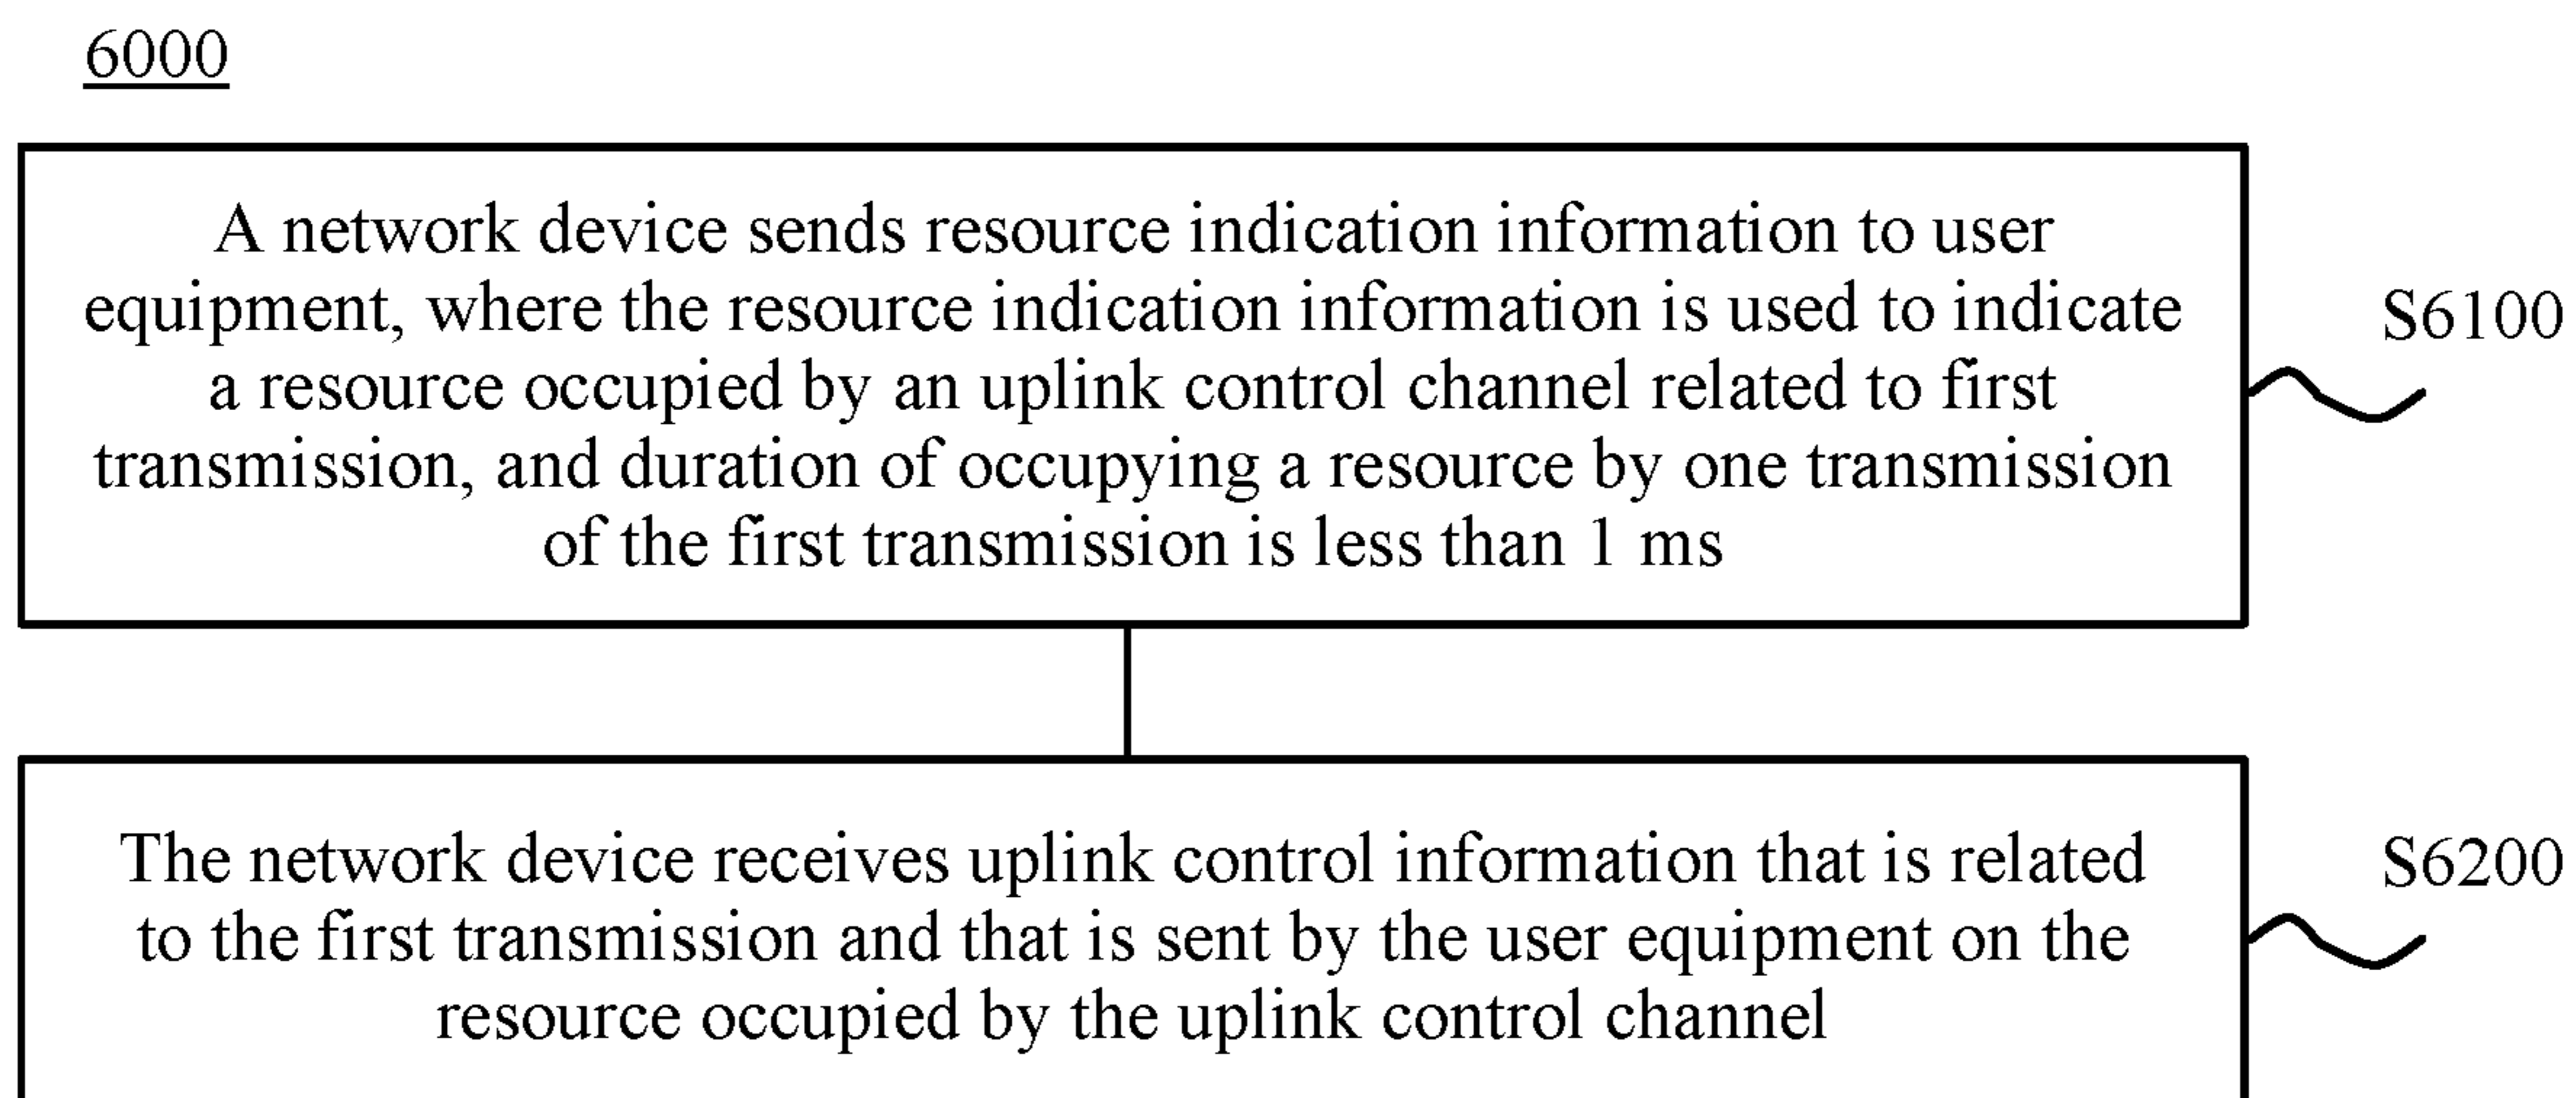 6000
A network device sends resource indication information to user
equipment, where the resource indication information is used to indicate
a resource occupied by an uplink control channel related to first
transmission, and duration of occupying a resource by one transmission
of the first transmission is less than 1 ms
S6100
The network device receives uplink control information that is related
to the first transmission and that is sent by the user equipment on the
resource occupied by the uplink control channel
S6200